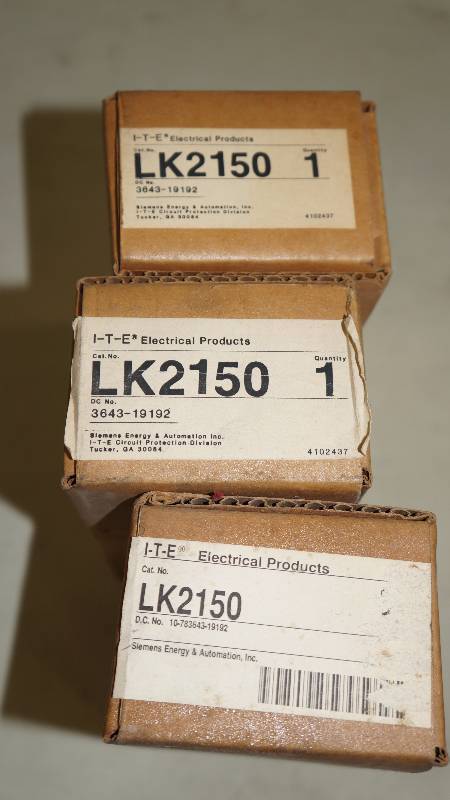 I-T-E® Electrical Products
Cat. No. Quantity
LK2150 1
DC No.
3643-19192
Siemens Energy & Automation, Inc.
I-T-E Circuit Protection Division
Tucker, GA 4102437
I-T-E® Electrical Products
Cat. No. Quantity
LK2150 1
DC No.
3643-19192
Siemens Energy & Automation Inc.
I-T-E Circuit Protection Division
Tucker, GA 30084 4102437
I-T-E® Electrical Products
Cat. No.
LK2150
D.C. No. 10-783643-19192
Siemens Energy & Automation, Inc.